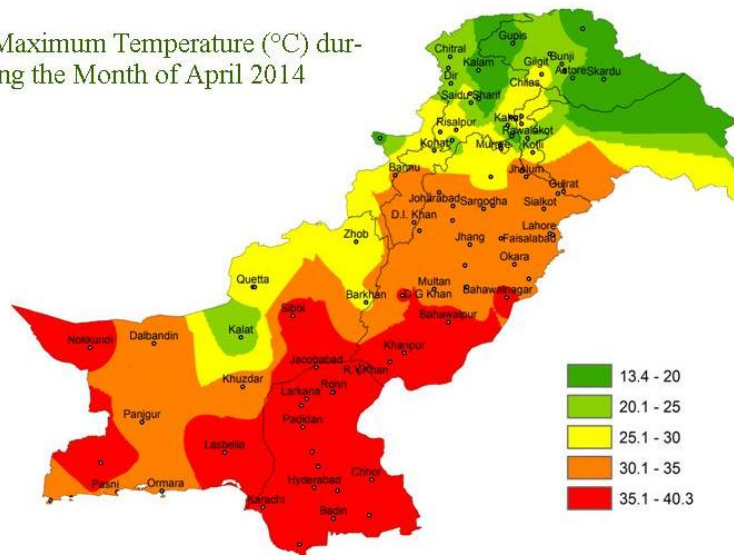 Maximum Temperature (°C) dur-
ng the Month of April 2014
Gupis
Chitral
Kalam
Bunji
Gilgit
Dir
Astore
Skardu
Chilas
Saidu Sharif
Risalpur
Rawalakot
Kohat
Kotli
Bannu
Jhelum
Gujrat
Joharabad
Sargodha
Sialkot
D.I. Khan
Lahore
Zhob
Jhang
Faisalabad
Okara
Quetta
Multan
Bahawalnagar
Barkhan
D G Khan
Sibbi
Bahawalpur
Kalat
Dalbandin
Nokkundi
Khanpur
Jacobabad
R.Y.Khan
Khuzdar
Rohri
Larkana
Panjgur
Padidan
Lasbella
Chhor
Pasni
Ormara
Hyderabad
Karachi
Badin
13.4 - 20
20.1 - 25
25.1 - 30
30.1 - 35
35.1 - 40.3